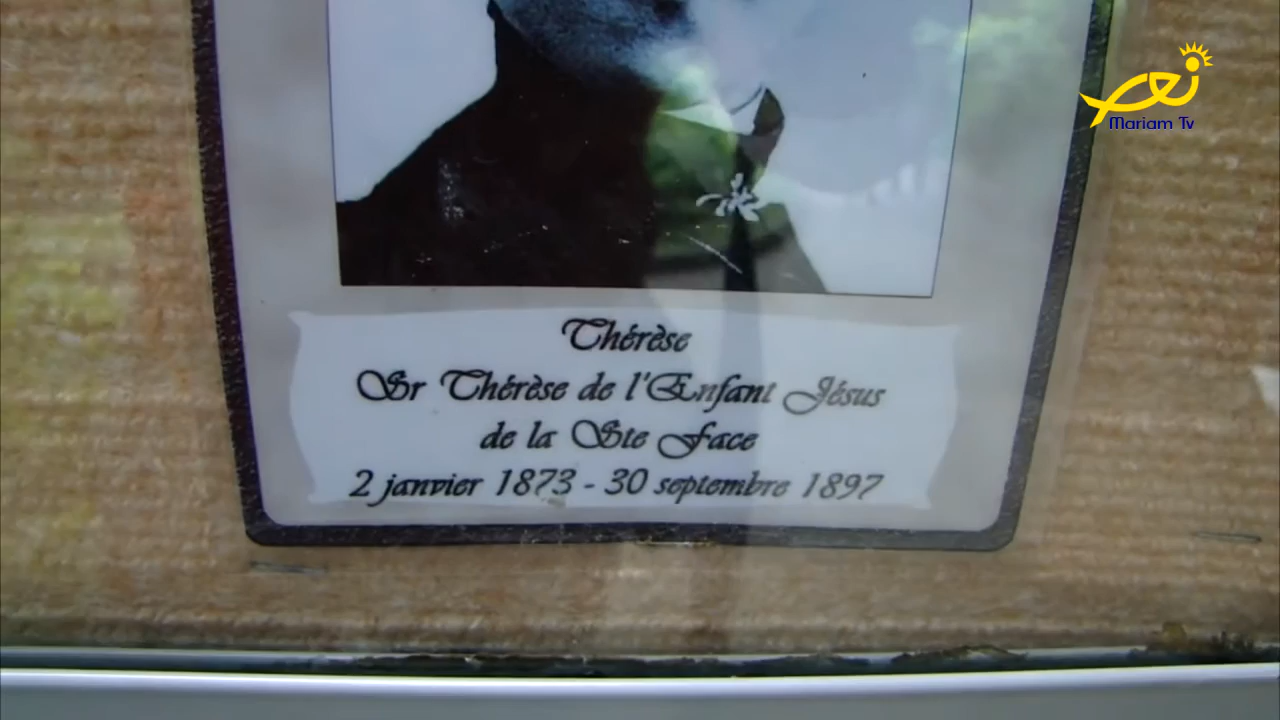 Mariam Tv
Thérèse
Sr Thérèse de l'Enfant Jésus
de la Ste Face
2 janvier 1873 - 30 septembre 1897